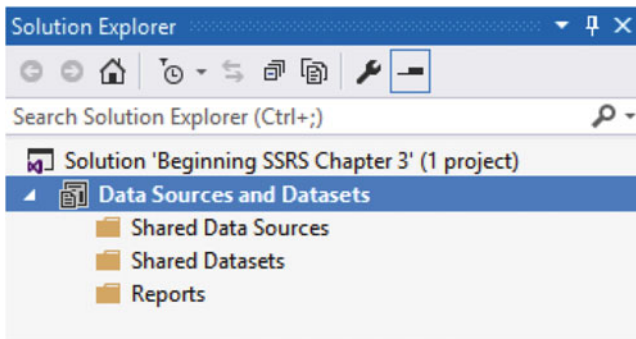 Solution Explorer
Search Solution Explorer (Ctrl+;)
Solution 'Beginning SSRS Chapter 3' (1 project)
Data Sources and Datasets
Shared Data Sources
Shared Datasets
Reports